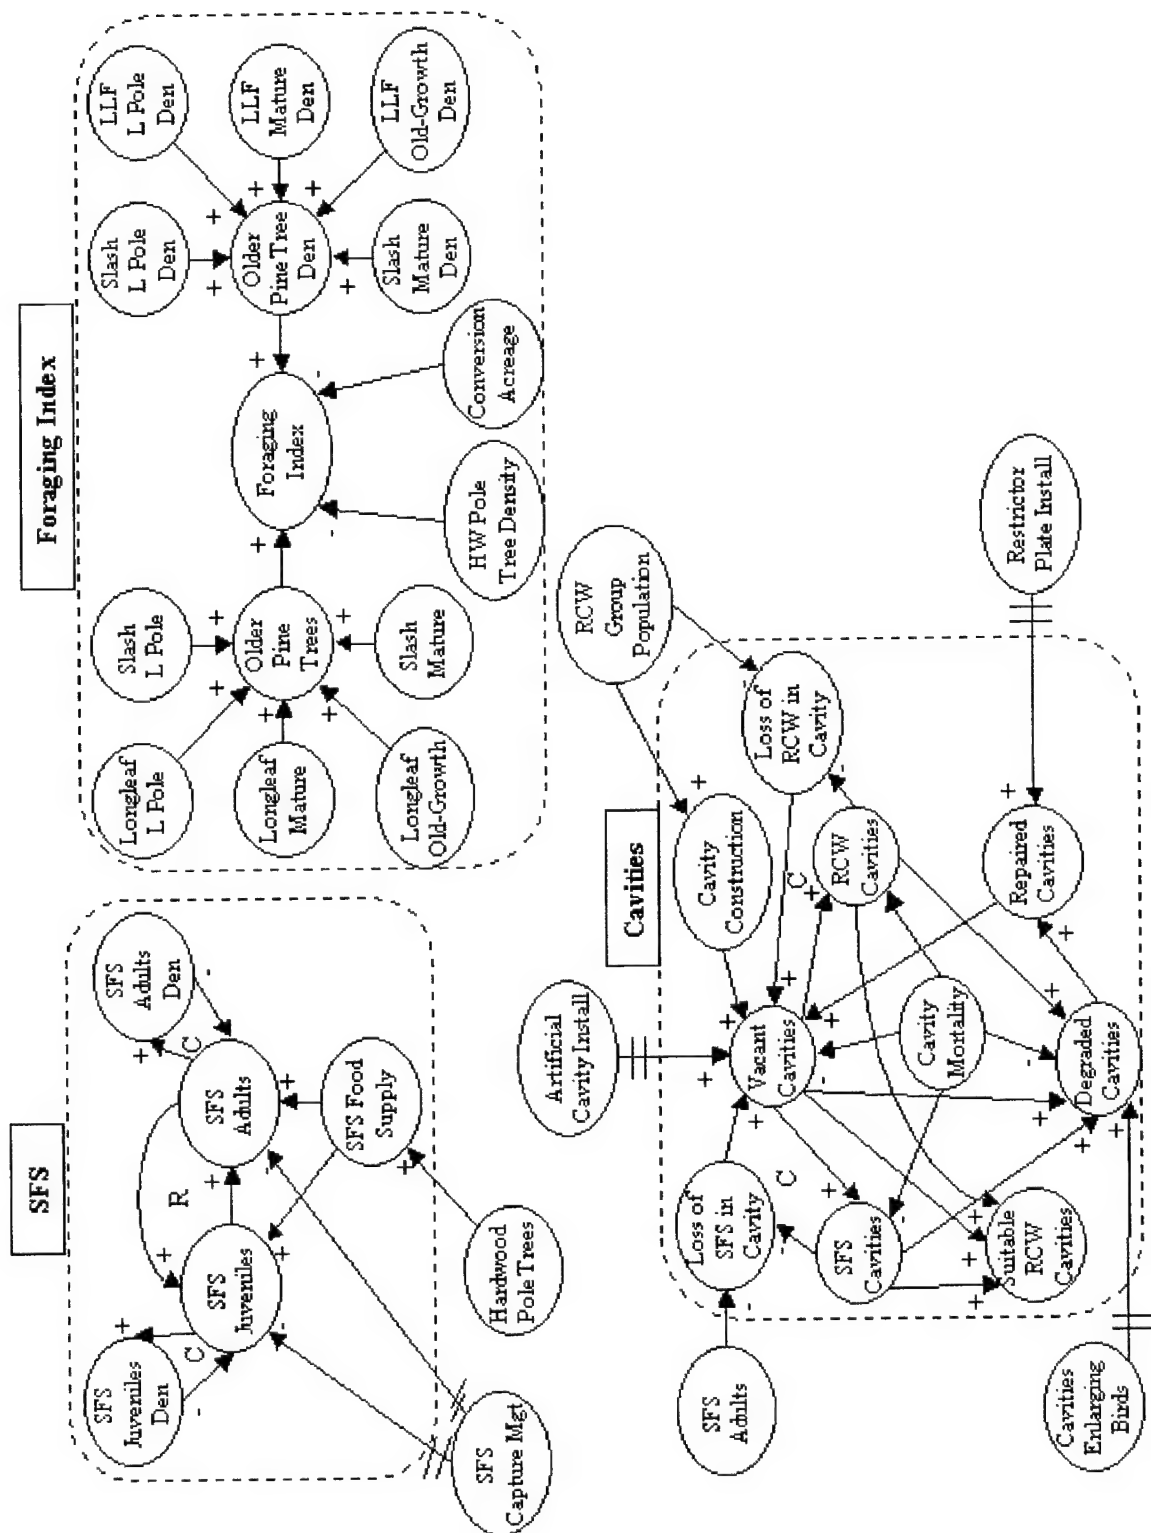 SFS
SFS
Juveniles
Den
+
C
-
SFS
Juveniles
+
R
+
SFS
Adults
+
C
-
SFS
Adults
Den
+
+
-
-
SFS Food
Supply
+
Hardwood
Pole Trees
SFS
Capture Mgt
Foraging Index
Longleaf
L Pole
Slash
L Pole
+
+
Longleaf
Mature
+
Older
Pine
Trees
+
+
Longleaf
Old-Growth
Slash
Mature
+
Foraging
Index
+
-
-
HW Pole
Tree Density
Conversion
Acreage
Slash
L Pole
Den
LLF
L Pole
Den
+
+
Older
Pine Tree
Den
+
LLF
Mature
Den
+
+
Slash
Mature
Den
LLF
Old-Growth
Den
Cavities
SFS
Adults
-
Loss of
SFS in
Cavity
+
-
C
Artificial
Cavity Install
+
Vacant
Cavities
+
+
Cavity
Construction
+
RCW
Group
Population
-
Loss of
RCW in
Cavity
-
C
+
RCW
Cavities
-
+
SFS
Cavities
-
-
Cavity
Mortality
+
-
Suitable
RCW
Cavities
+
+
+
Degraded
Cavities
+
+
+
+
+
Repaired
Cavities
+
Restrictor
Plate Install
Cavities
Enlarging
Birds